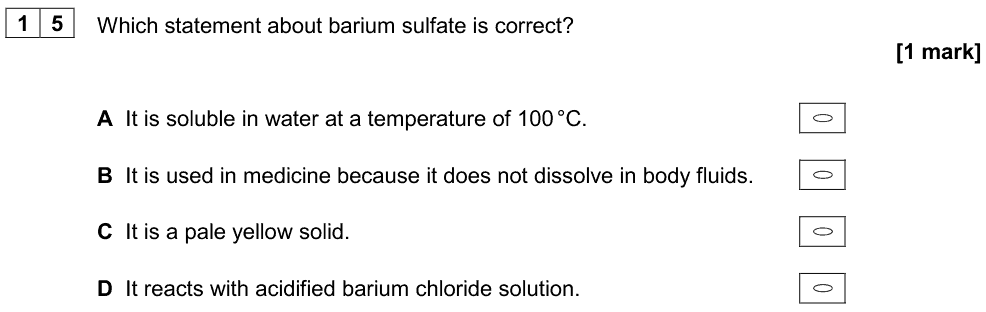 1 5 Which statement about barium sulfate is correct?
[1 mark]
A It is soluble in water at a temperature of 100 °C.
B It is used in medicine because it does not dissolve in body fluids.
C It is a pale yellow solid.
D It reacts with acidified barium chloride solution.